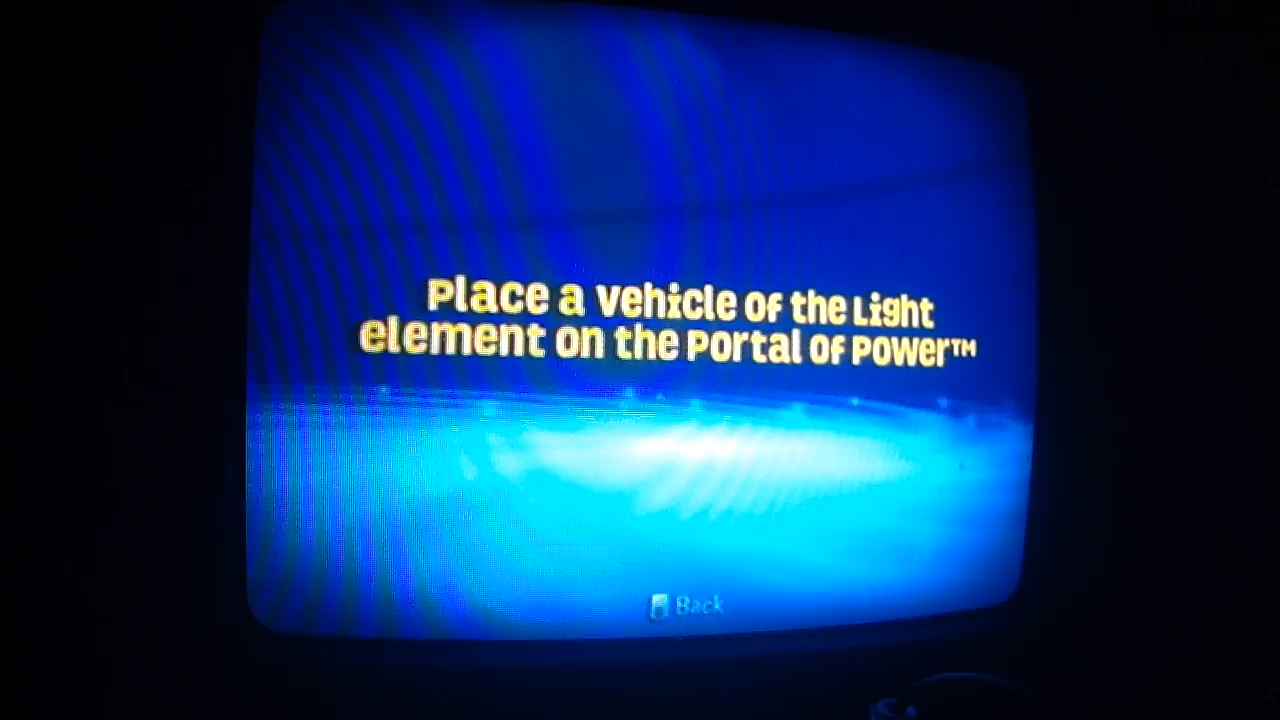 Place a vehicle of the Light
element on the Portal of Power™
Back